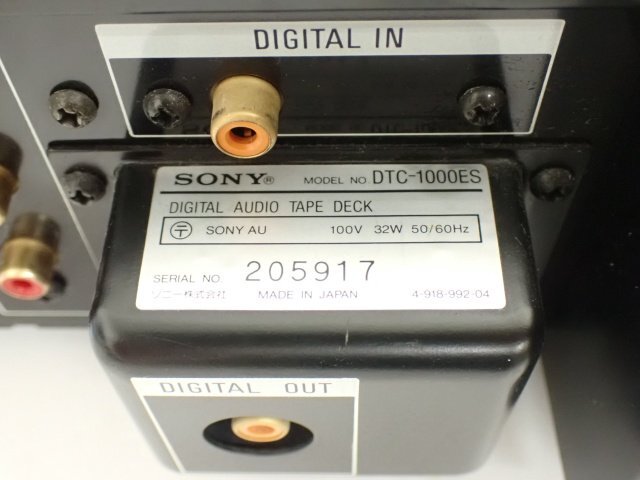 DIGITAL IN
SONY® MODEL NO DTC-1000ES
DIGITAL AUDIO TAPE DECK
〒 SONY AU 100V 32W 50/60Hz
SERIAL NO. 205917
ソニー株式会社 MADE IN JAPAN 4-918-992-04
DIGITAL OUT